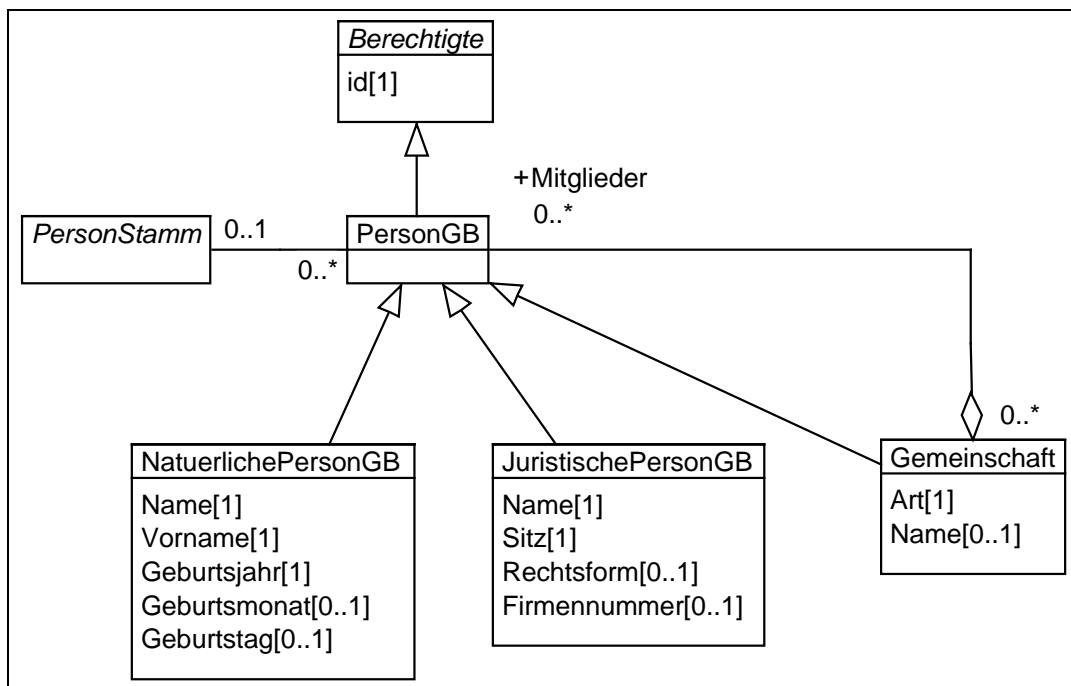 Berechtigte
id[1]
+Mitglieder
0..*
PersonStamm
0..1
0..*
PersonGB
NatuerlichePersonGB
Name[1]
Vorname[1]
Geburtsjahr[1]
Geburtsmonat[0..1]
Geburtstag[0..1]
JuristischePersonGB
Name[1]
Sitz[1]
Rechtsform[0..1]
Firmennummer[0..1]
0..*
Gemeinschaft
Art[1]
Name[0..1]